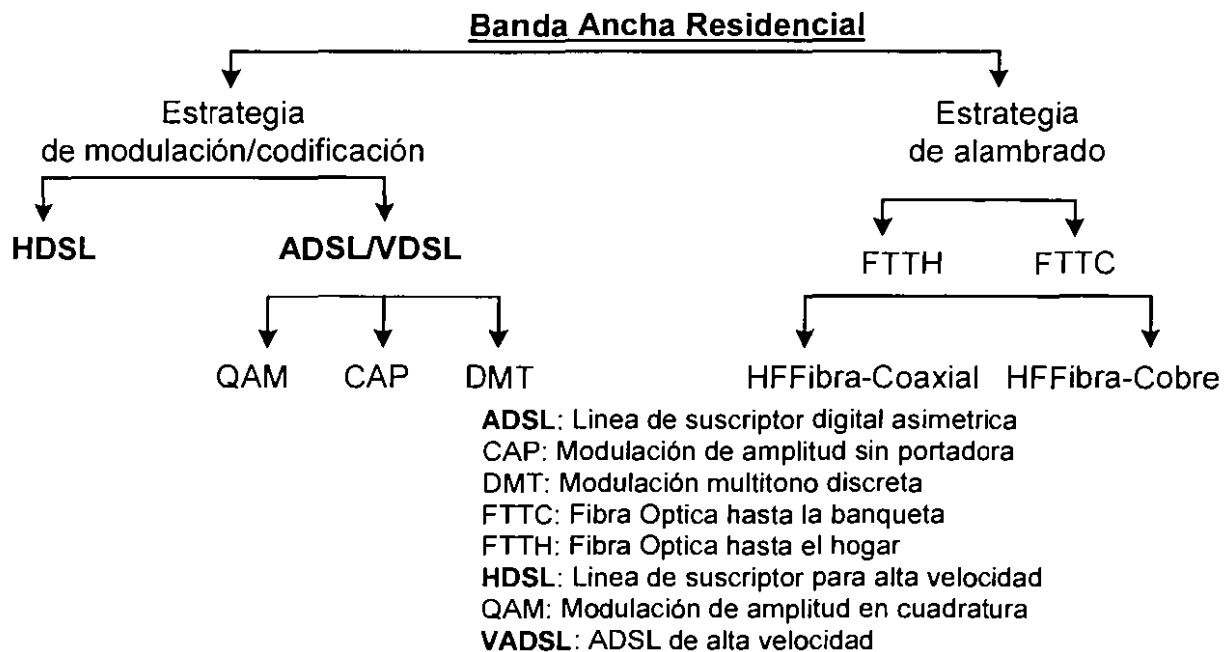 Banda Ancha Residencial
Estrategia
de modulación/codificación
Estrategia
de alambrado
HDSL
ADSL/VDSL
FTTH
FTTC
QAM
CAP
DMT
HFFibra-Coaxial
HFFibra-Cobre
ADSL: Linea de suscriptor digital asimetrica
CAP: Modulación de amplitud sin portadora
DMT: Modulación multitono discreta
FTTC: Fibra Optica hasta la banqueta
FTTH: Fibra Optica hasta el hogar
HDSL: Linea de suscriptor para alta velocidad
QAM: Modulación de amplitud en cuadratura
VADSL: ADSL de alta velocidad